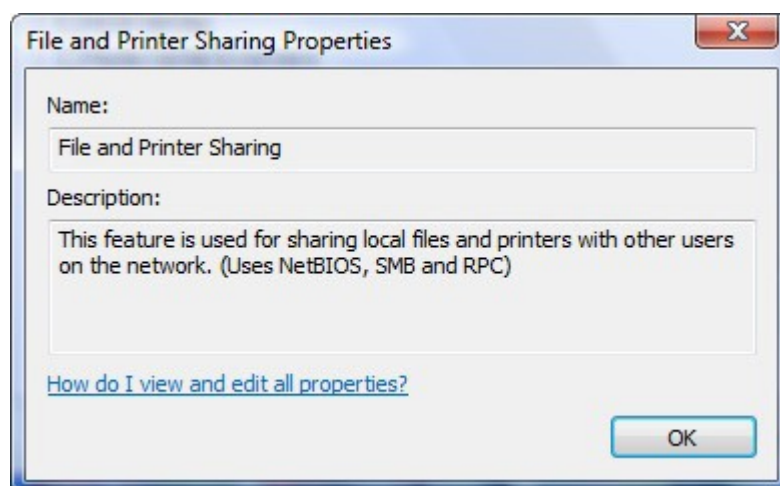 File and Printer Sharing Properties
Name:
File and Printer Sharing
Description:
This feature is used for sharing local files and printers with other users
on the network. (Uses NetBIOS, SMB and RPC)
How do I view and edit all properties?
OK